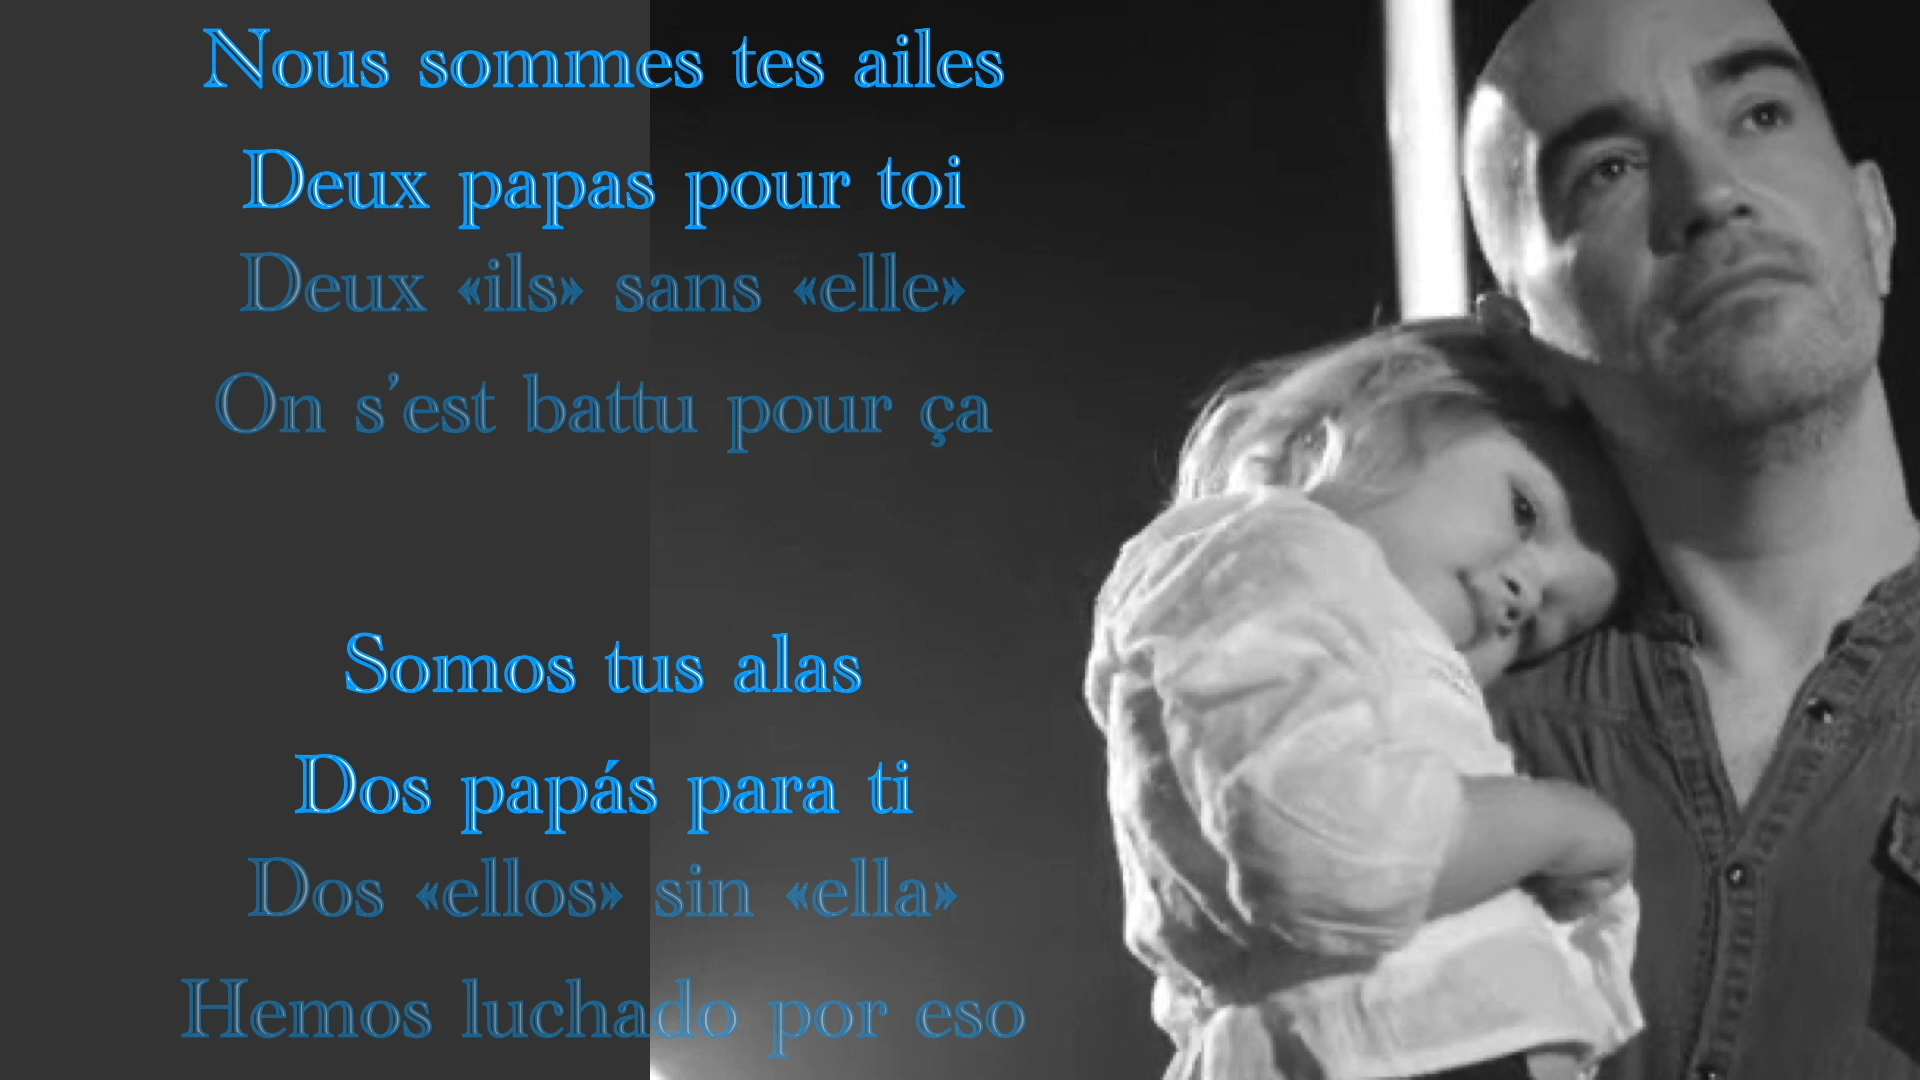 Nous sommes tes ailes
Deux papas pour toi
Deux «ils» sans «elle»
On s’est battu pour ça
Somos tus alas
Dos papás para ti
Dos «ellos» sin «ella»
Hemos luchado por eso